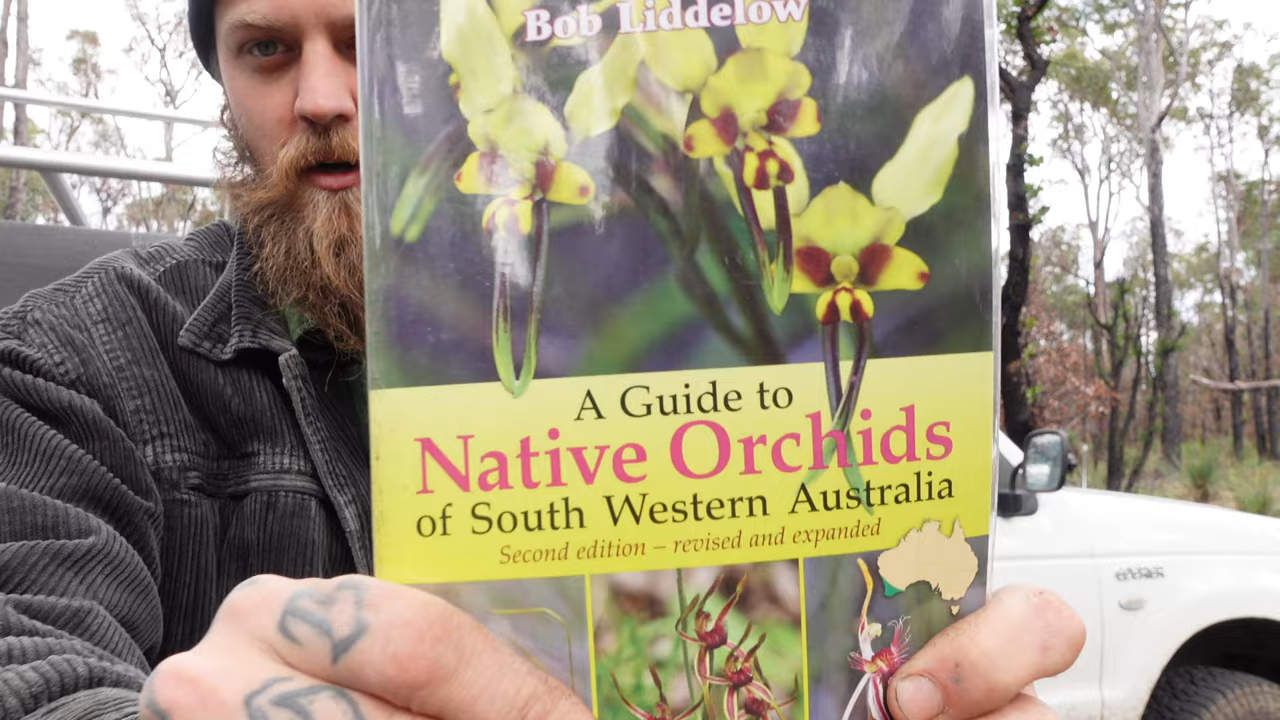 Bob Liddelow
A Guide to
Native Orchids
of South Western Australia
Second edition – revised and expanded